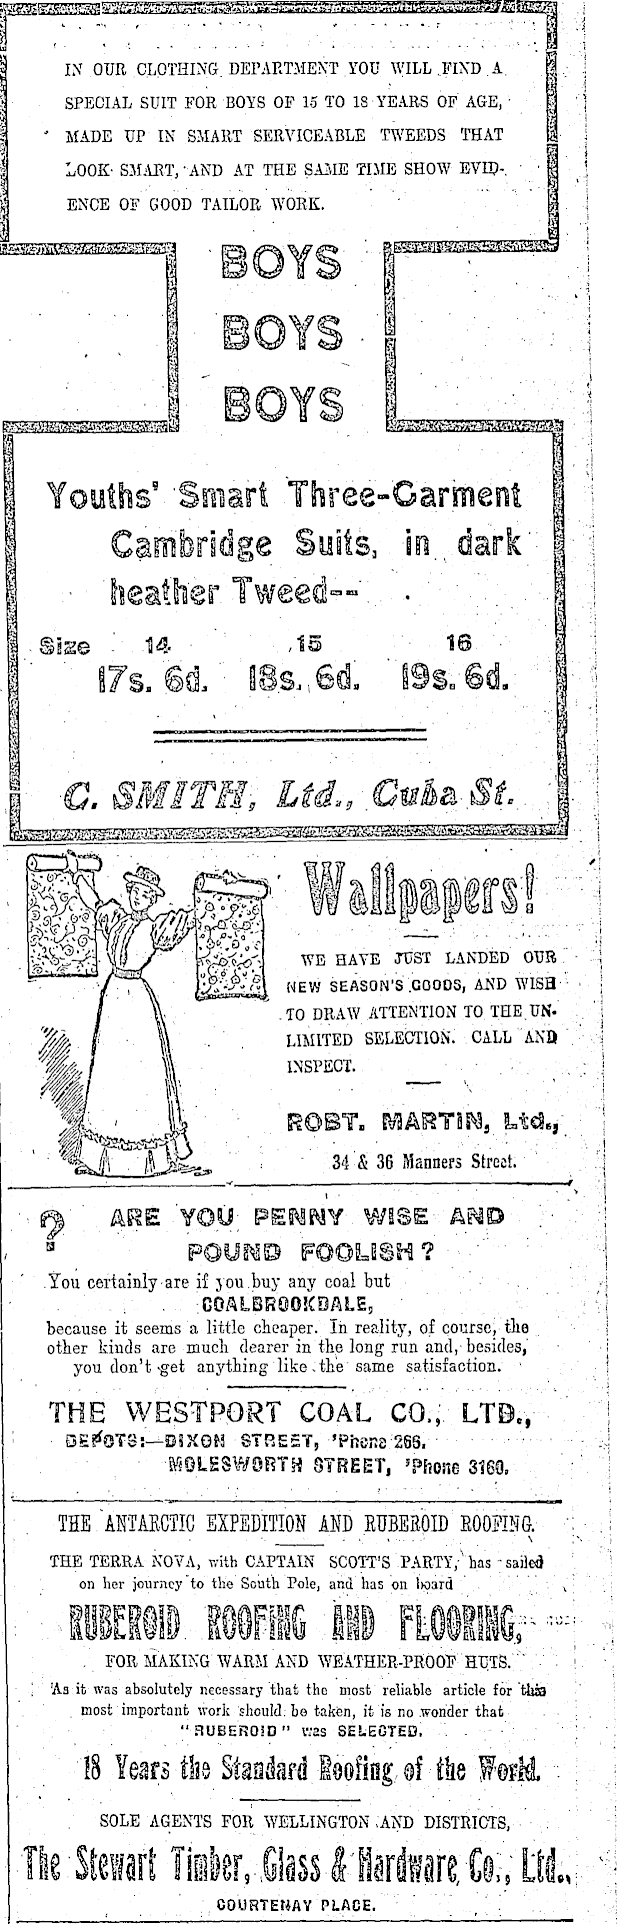 IN OUR CLOTHING DEPARTMENT YOU WILL FIND A
SPECIAL SUIT FOR BOYS OF 15 TO 18 YEARS OF AGE,
MADE UP IN SMART SERVICEABLE TWEEDS THAT
LOOK SMART, AND AT THE SAME TIME SHOW EVID-
ENCE OF GOOD TAILOR WORK.
BOYS
BOYS
BOYS
Youths' Smart Three-Garment
Cambridge Suits, in dark
heather Tweed--
Size 14 15 16
17s. 6d. 18s. 6d. 19s. 6d.
C. SMITH, Ltd., Cuba St.
Wallpapers!
WE HAVE JUST LANDED OUR
NEW SEASON'S GOODS, AND WISH
TO DRAW ATTENTION TO THE UN-
LIMITED SELECTION. CALL AND
INSPECT.
ROBT. MARTIN, Ltd.,
34 & 36 Manners Street.
? ARE YOU PENNY WISE AND
POUND FOOLISH?
You certainly are if you buy any coal but
COALBROOKDALE,
because it seems a little cheaper. In reality, of course, the
other kinds are much dearer in the long run and, besides,
you don't get anything like the same satisfaction.
THE WESTPORT COAL CO., LTD.,
DEPOTS:—DIXON STREET, 'Phone 266.
MOLESWORTH STREET, 'Phone 3160.
THE ANTARCTIC EXPEDITION AND RUBEROID ROOFING.
THE TERRA NOVA, with CAPTAIN SCOTT'S PARTY, has sailed
on her journey to the South Pole, and has on board
RUBEROID ROOFING AND FLOORING,
FOR MAKING WARM AND WEATHER-PROOF HUTS.
As it was absolutely necessary that the most reliable article for this
most important work should be taken, it is no wonder that
"RUBEROID" was SELECTED.
18 Years the Standard Roofing of the World.
SOLE AGENTS FOR WELLINGTON AND DISTRICTS,
The Stewart Timber, Glass & Hardware Co., Ltd.,
COURTENAY PLACE.